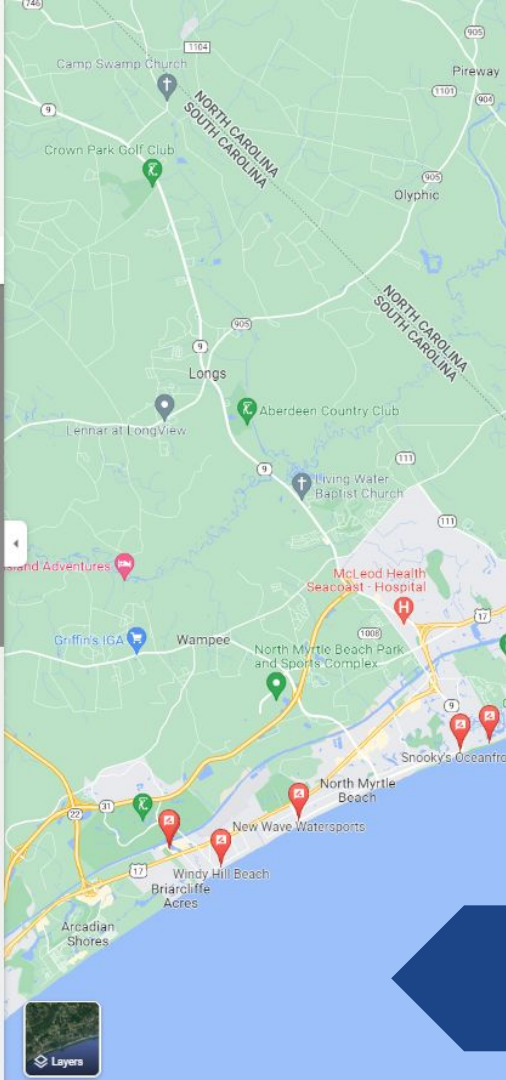 746
905
1104
Camp Swamp Church
Pireway
1101
904
9
NORTH CAROLINA
SOUTH CAROLINA
Crown Park Golf Club
905
Olyphic
NORTH CAROLINA
SOUTH CAROLINA
905
9
Longs
Aberdeen Country Club
Lennar at LongView
111
9
Living Water
Baptist Church
111
sland Adventures
McLeod Health
Seacoast - Hospital
H
17
1008
Griffin's IGA
Wampee
North Myrtle Beach Park
and Sports Complex
9
Snooky's Oceanfro
North Myrtle
Beach
31
22
New Wave Watersports
17
Windy Hill Beach
Briarcliffe
Acres
Arcadian
Shores
Layers